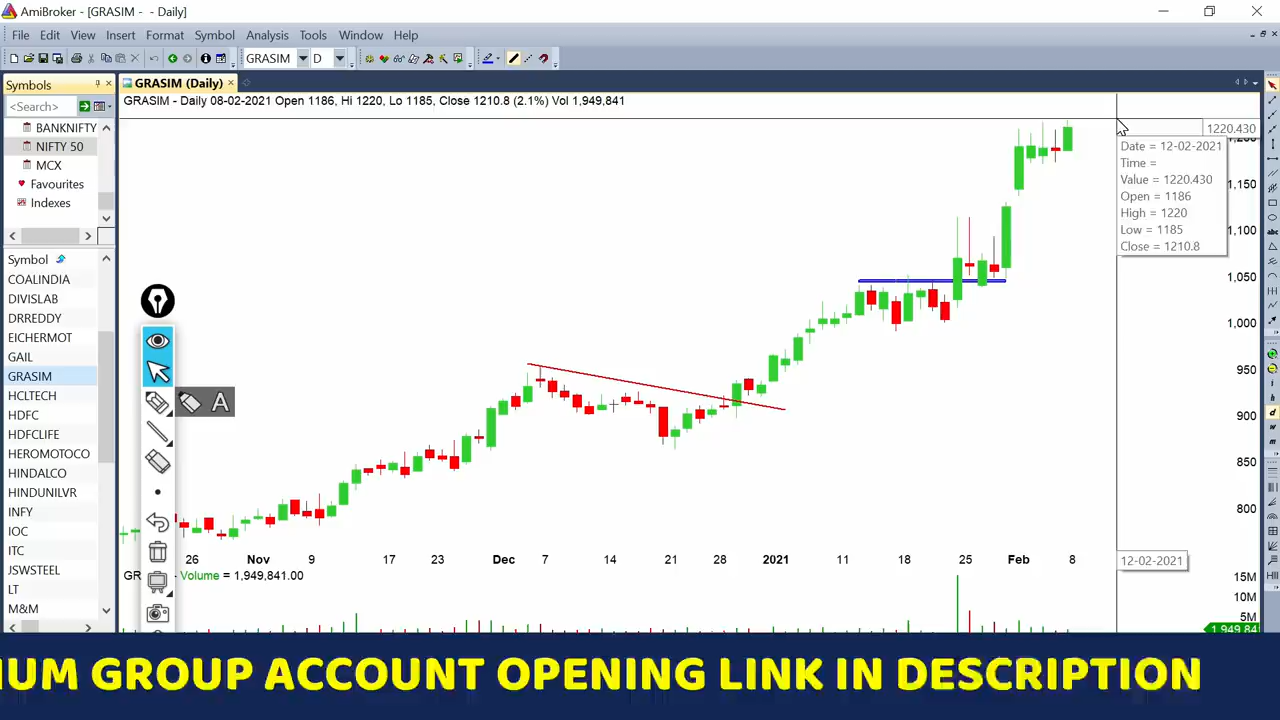 AmiBroker - [GRASIM - - Daily]
File Edit View Insert Format Symbol Analysis Tools Window Help
GRASIM D
Symbols
GRASIM (Daily)
<Search>
GRASIM - Daily 08-02-2021 Open 1186, Hi 1220, Lo 1185, Close 1210.8 (2.1%) Vol 1,949,841
BANKNIFTY
NIFTY 50
MCX
Favourites
Indexes
Symbol
COALINDIA
DIVISLAB
DRREDDY
EICHERMOT
GAIL
GRASIM
HCLTECH
HDFC
HDFCLIFE
HEROMOTOCO
HINDALCO
HINDUNILVR
INFY
IOC
ITC
JSWSTEEL
LT
M&M
A
1220.430
Date = 12-02-2021
Time =
Value = 1220.430
Open = 1186
High = 1220
Low = 1185
Close = 1210.8
1,150
1,100
1,050
1,000
950
900
850
800
26 Nov 9 17 23 Dec 7 14 21 28 2021 11 18 25 Feb 8
12-02-2021
Volume = 1,949,841.00
15M
10M
5M
1,949,841
NUM GROUP ACCOUNT OPENING LINK IN DESCRIPTION